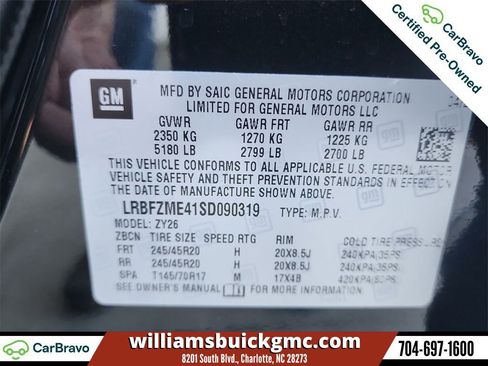 CarBravo
Certified Pre-Owned
GM
MFD BY SAIC GENERAL MOTORS CORPORATION
LIMITED FOR GENERAL MOTORS LLC
GVWR GAWR FRT GAWR RR
2350 KG 1270 KG 1225 KG
5180 LB 2799 LB 2700 LB
THIS VEHICLE CONFORMS TO ALL APPLICABLE U.S. FEDERAL MOTOR
VEHICLE SAFETY AND THEFT PREVENTION STANDARDS IN EFFECT ON
THE DATE OF MANUFACTURE SHOWN ABOVE.
LRBFZME41SD090319 TYPE: M.P.V.
MODEL: ZY26
ZBCN TIRE SIZE SPEED RTG RIM COLD TIRE PRESSURE
FRT 245/45R20 H 20X8.5J 240KPA(35PSI)
RR 245/45R20 H 20X8.5J 240KPA(35PSI)
SPA T145/70R17 M 17X4B 420KPA(60PSI)
SEE OWNER'S MANUAL
CarBravo
williamsbuickgmc.com
8201 South Blvd., Charlotte, NC 28273
704-697-1600